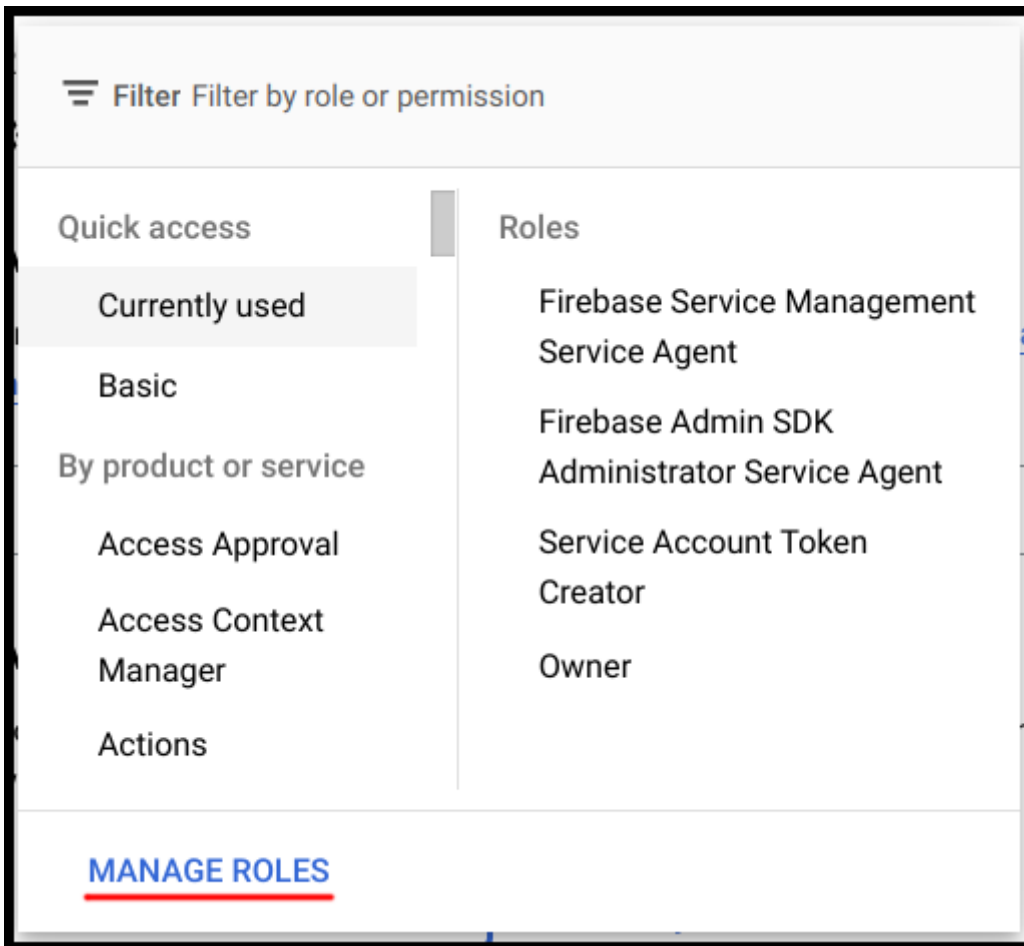 Filter Filter by role or permission
Quick access
Currently used
Basic
By product or service
Access Approval
Access Context
Manager
Actions
Roles
Firebase Service Management
Service Agent
Firebase Admin SDK
Administrator Service Agent
Service Account Token
Creator
Owner
MANAGE ROLES